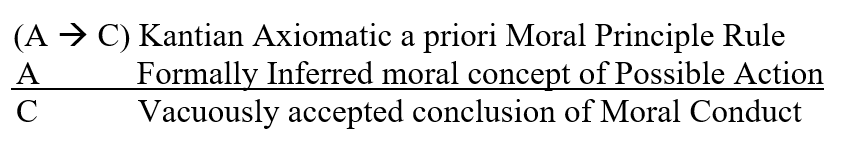 (A → C) Kantian Axiomatic a priori Moral Principle Rule
A Formally Inferred moral concept of Possible Action
C Vacuously accepted conclusion of Moral Conduct